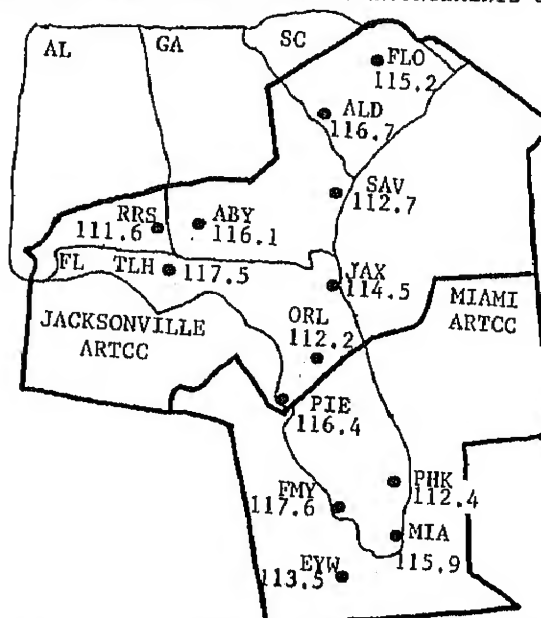 AL
GA
SC
FLO
115.2
ALD
116.7
SAV
112.7
RRS
111.6
ABY
116.1
FL
TLH
117.5
JAX
114.5
JACKSONVILLE
ARTCC
ORL
112.2
MIAMI
ARTCC
PIE
116.4
PHK
112.4
FMY
117.6
MIA
115.9
EYW
113.5